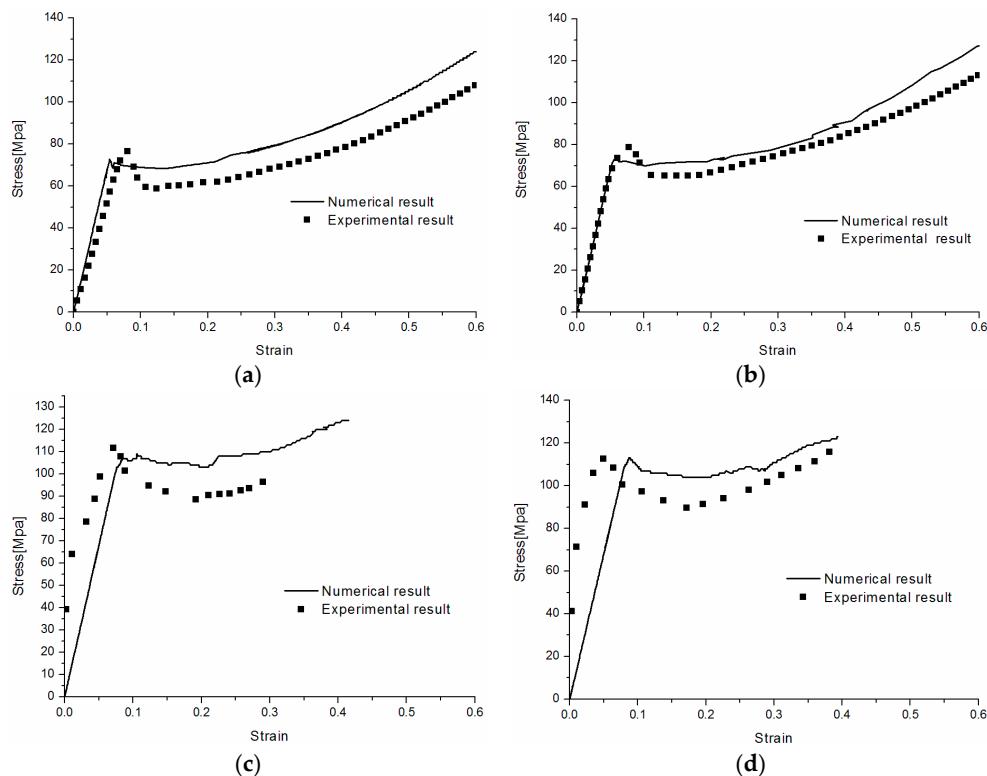 140
120
100
80
60
40
20
0
Stress[Mpa]
Numerical result
Experimental result
0.0 0.1 0.2 0.3 0.4 0.5 0.6
Strain
(a)
140
120
100
80
60
40
20
0
Stress[Mpa]
Numerical result
Experimental result
0.0 0.1 0.2 0.3 0.4 0.5 0.6
Strain
(b)
130
120
110
100
90
80
70
60
50
40
30
20
10
0
Stress[Mpa]
Numerical result
Experimental result
0.0 0.1 0.2 0.3 0.4 0.5 0.6
Strain
(c)
140
120
100
80
60
40
20
0
Stress[Mpa]
Numerical result
Experimental result
0.0 0.1 0.2 0.3 0.4 0.5 0.6
Strain
(d)